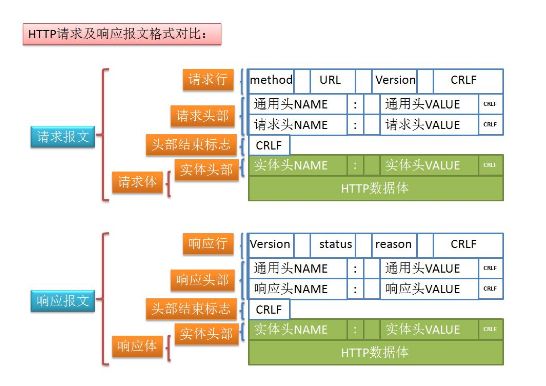 HTTP请求及响应报文格式对比：
请求行 method URL Version CRLF
请求头部 通用头NAME : 通用头VALUE CRLF
请求头NAME : 请求头VALUE CRLF
请求报文
头部结束标志 CRLF
实体头部 实体头NAME : 实体头VALUE CRLF
请求体
HTTP数据体
响应行 Version status reason CRLF
响应头部 通用头NAME : 通用头VALUE CRLF
响应头NAME : 响应头VALUE CRLF
响应报文
头部结束标志 CRLF
实体头部 实体头NAME : 实体头VALUE CRLF
响应体
HTTP数据体